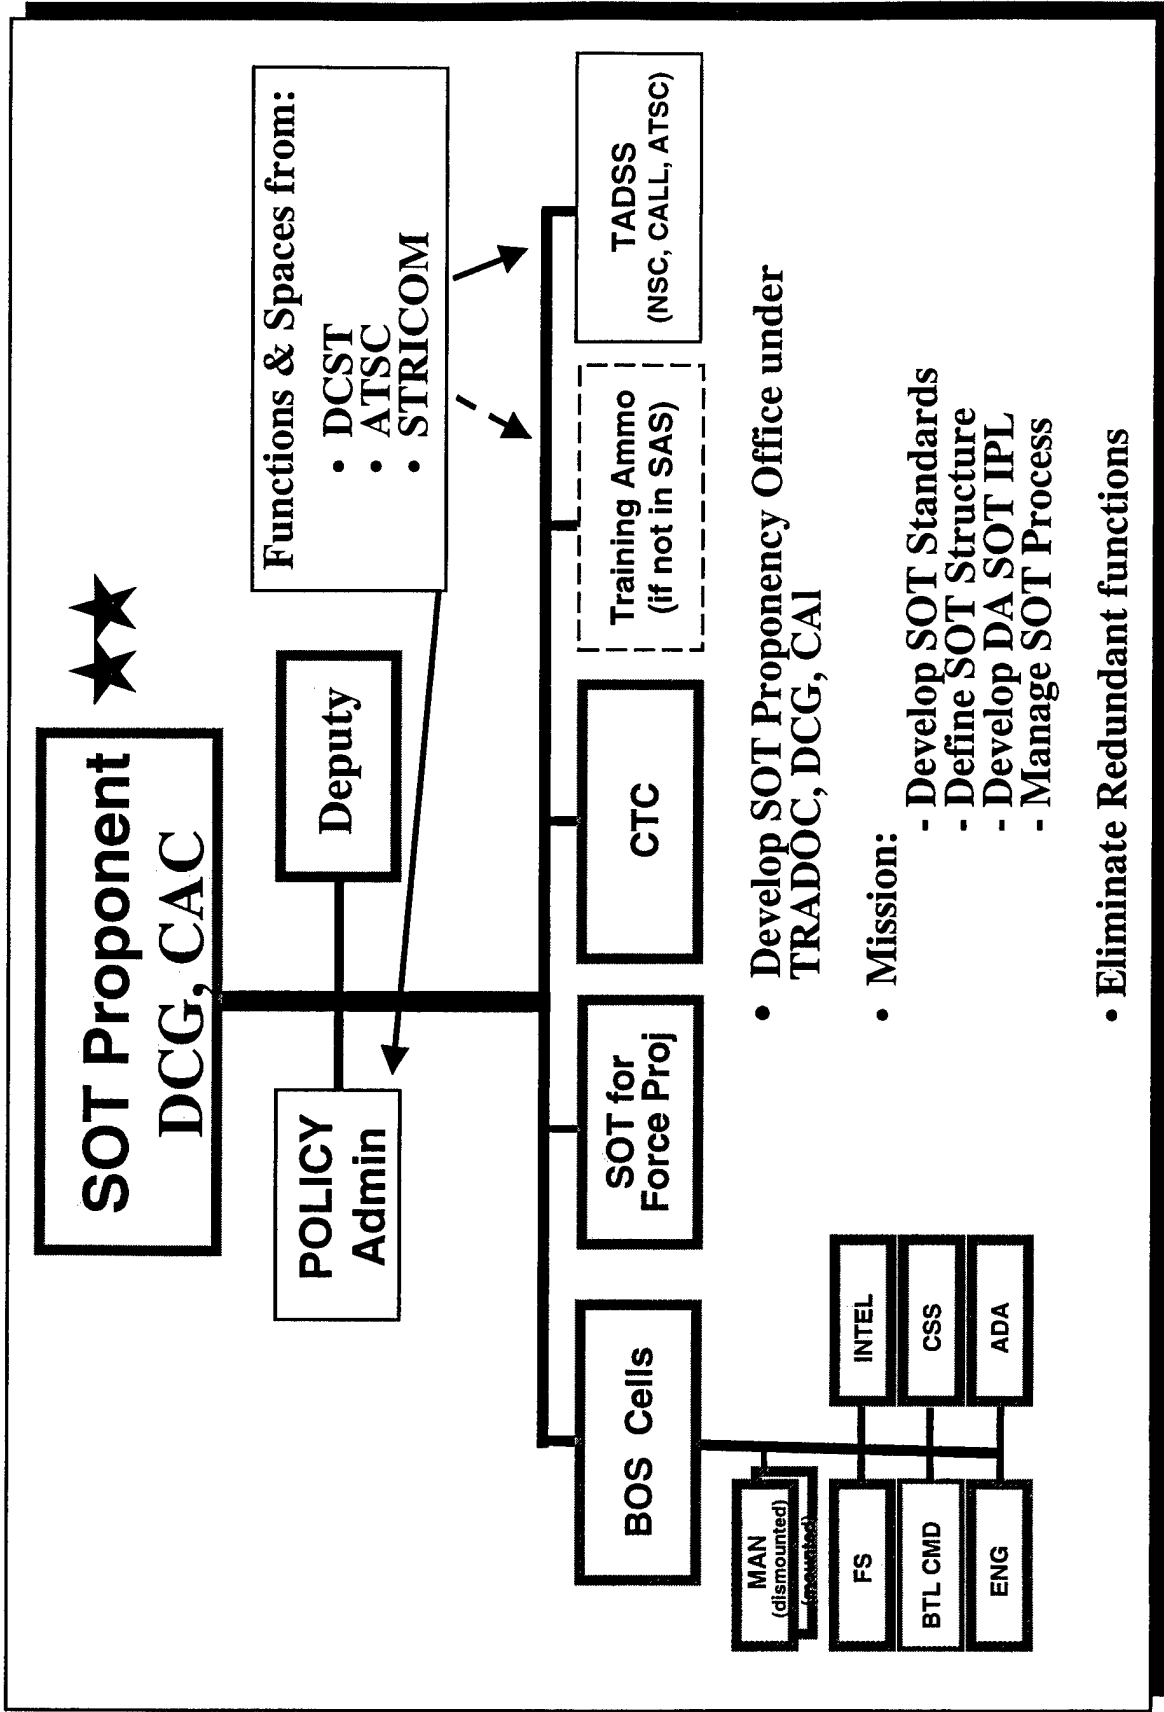 SOT Proponent
DCG, CAC
Functions & Spaces from:
• DCST
• ATSC
• STRICOM
POLICY
Admin
Deputy
BOS Cells
SOT for
Force Proj
CTC
Training Ammo
(if not in SAS)
TADSS
(NSC, CALL, ATSC)
MAN
(dismounted)
(mounted)
FS
BTL CMD
ENG
INTEL
CSS
ADA
• Develop SOT Proponency Office under
TRADOC, DCG, CAI
• Mission:
- Develop SOT Standards
- Define SOT Structure
- Develop DA SOT IPL
- Manage SOT Process
• Eliminate Redundant functions